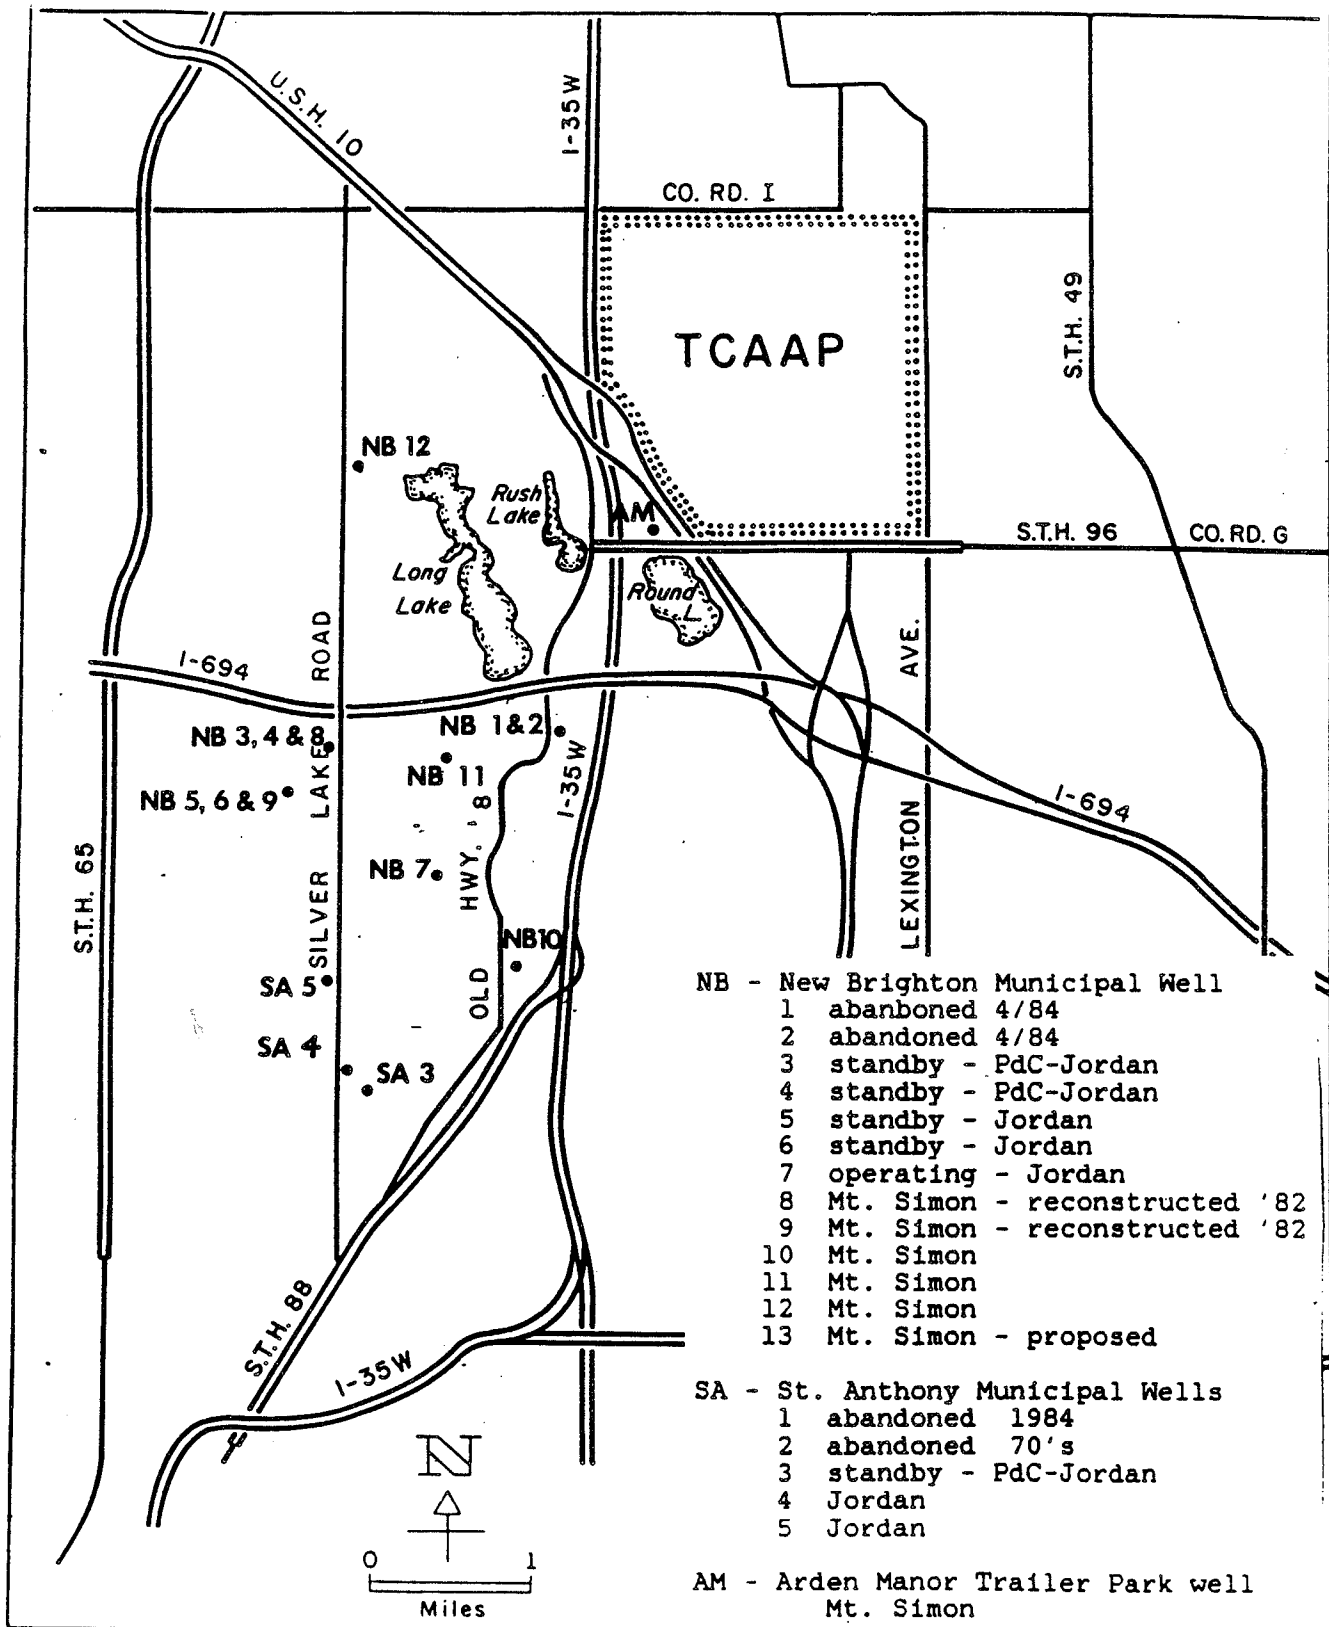 U.S.H. 10
I-35W
CO. RD. I
TCAAP
S.T.H. 49
NB 12
Rush
Lake
AM
S.T.H. 96
CO. RD. G
Long
Lake
Round
L.
I-694
SILVER LAKE ROAD
LEXINGTON AVE.
NB 3, 4 & 8
NB 1&2
NB 11
NB 5, 6 & 9
I-35W
I-694
S.T.H. 65
NB 7
OLD HWY. 8
NB10
SA 5
SA 4
SA 3
NB - New Brighton Municipal Well
1 abanboned 4/84
2 abandoned 4/84
3 standby - PdC-Jordan
4 standby - PdC-Jordan
5 standby - Jordan
6 standby - Jordan
7 operating - Jordan
8 Mt. Simon - reconstructed '82
9 Mt. Simon - reconstructed '82
10 Mt. Simon
11 Mt. Simon
12 Mt. Simon
13 Mt. Simon - proposed
S.T.H. 88
I-35W
SA - St. Anthony Municipal Wells
1 abandoned 1984
2 abandoned 70's
3 standby - PdC-Jordan
4 Jordan
5 Jordan
N
0 1
Miles
AM - Arden Manor Trailer Park well
Mt. Simon